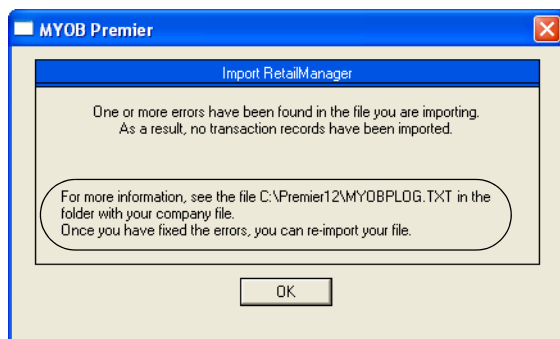 MYOB Premier
Import RetailManager
One or more errors have been found in the file you are importing.
As a result, no transaction records have been imported.
For more information, see the file C:\Premier12\MYOBPLOG.TXT in the
folder with your company file.
Once you have fixed the errors, you can re-import your file.
OK